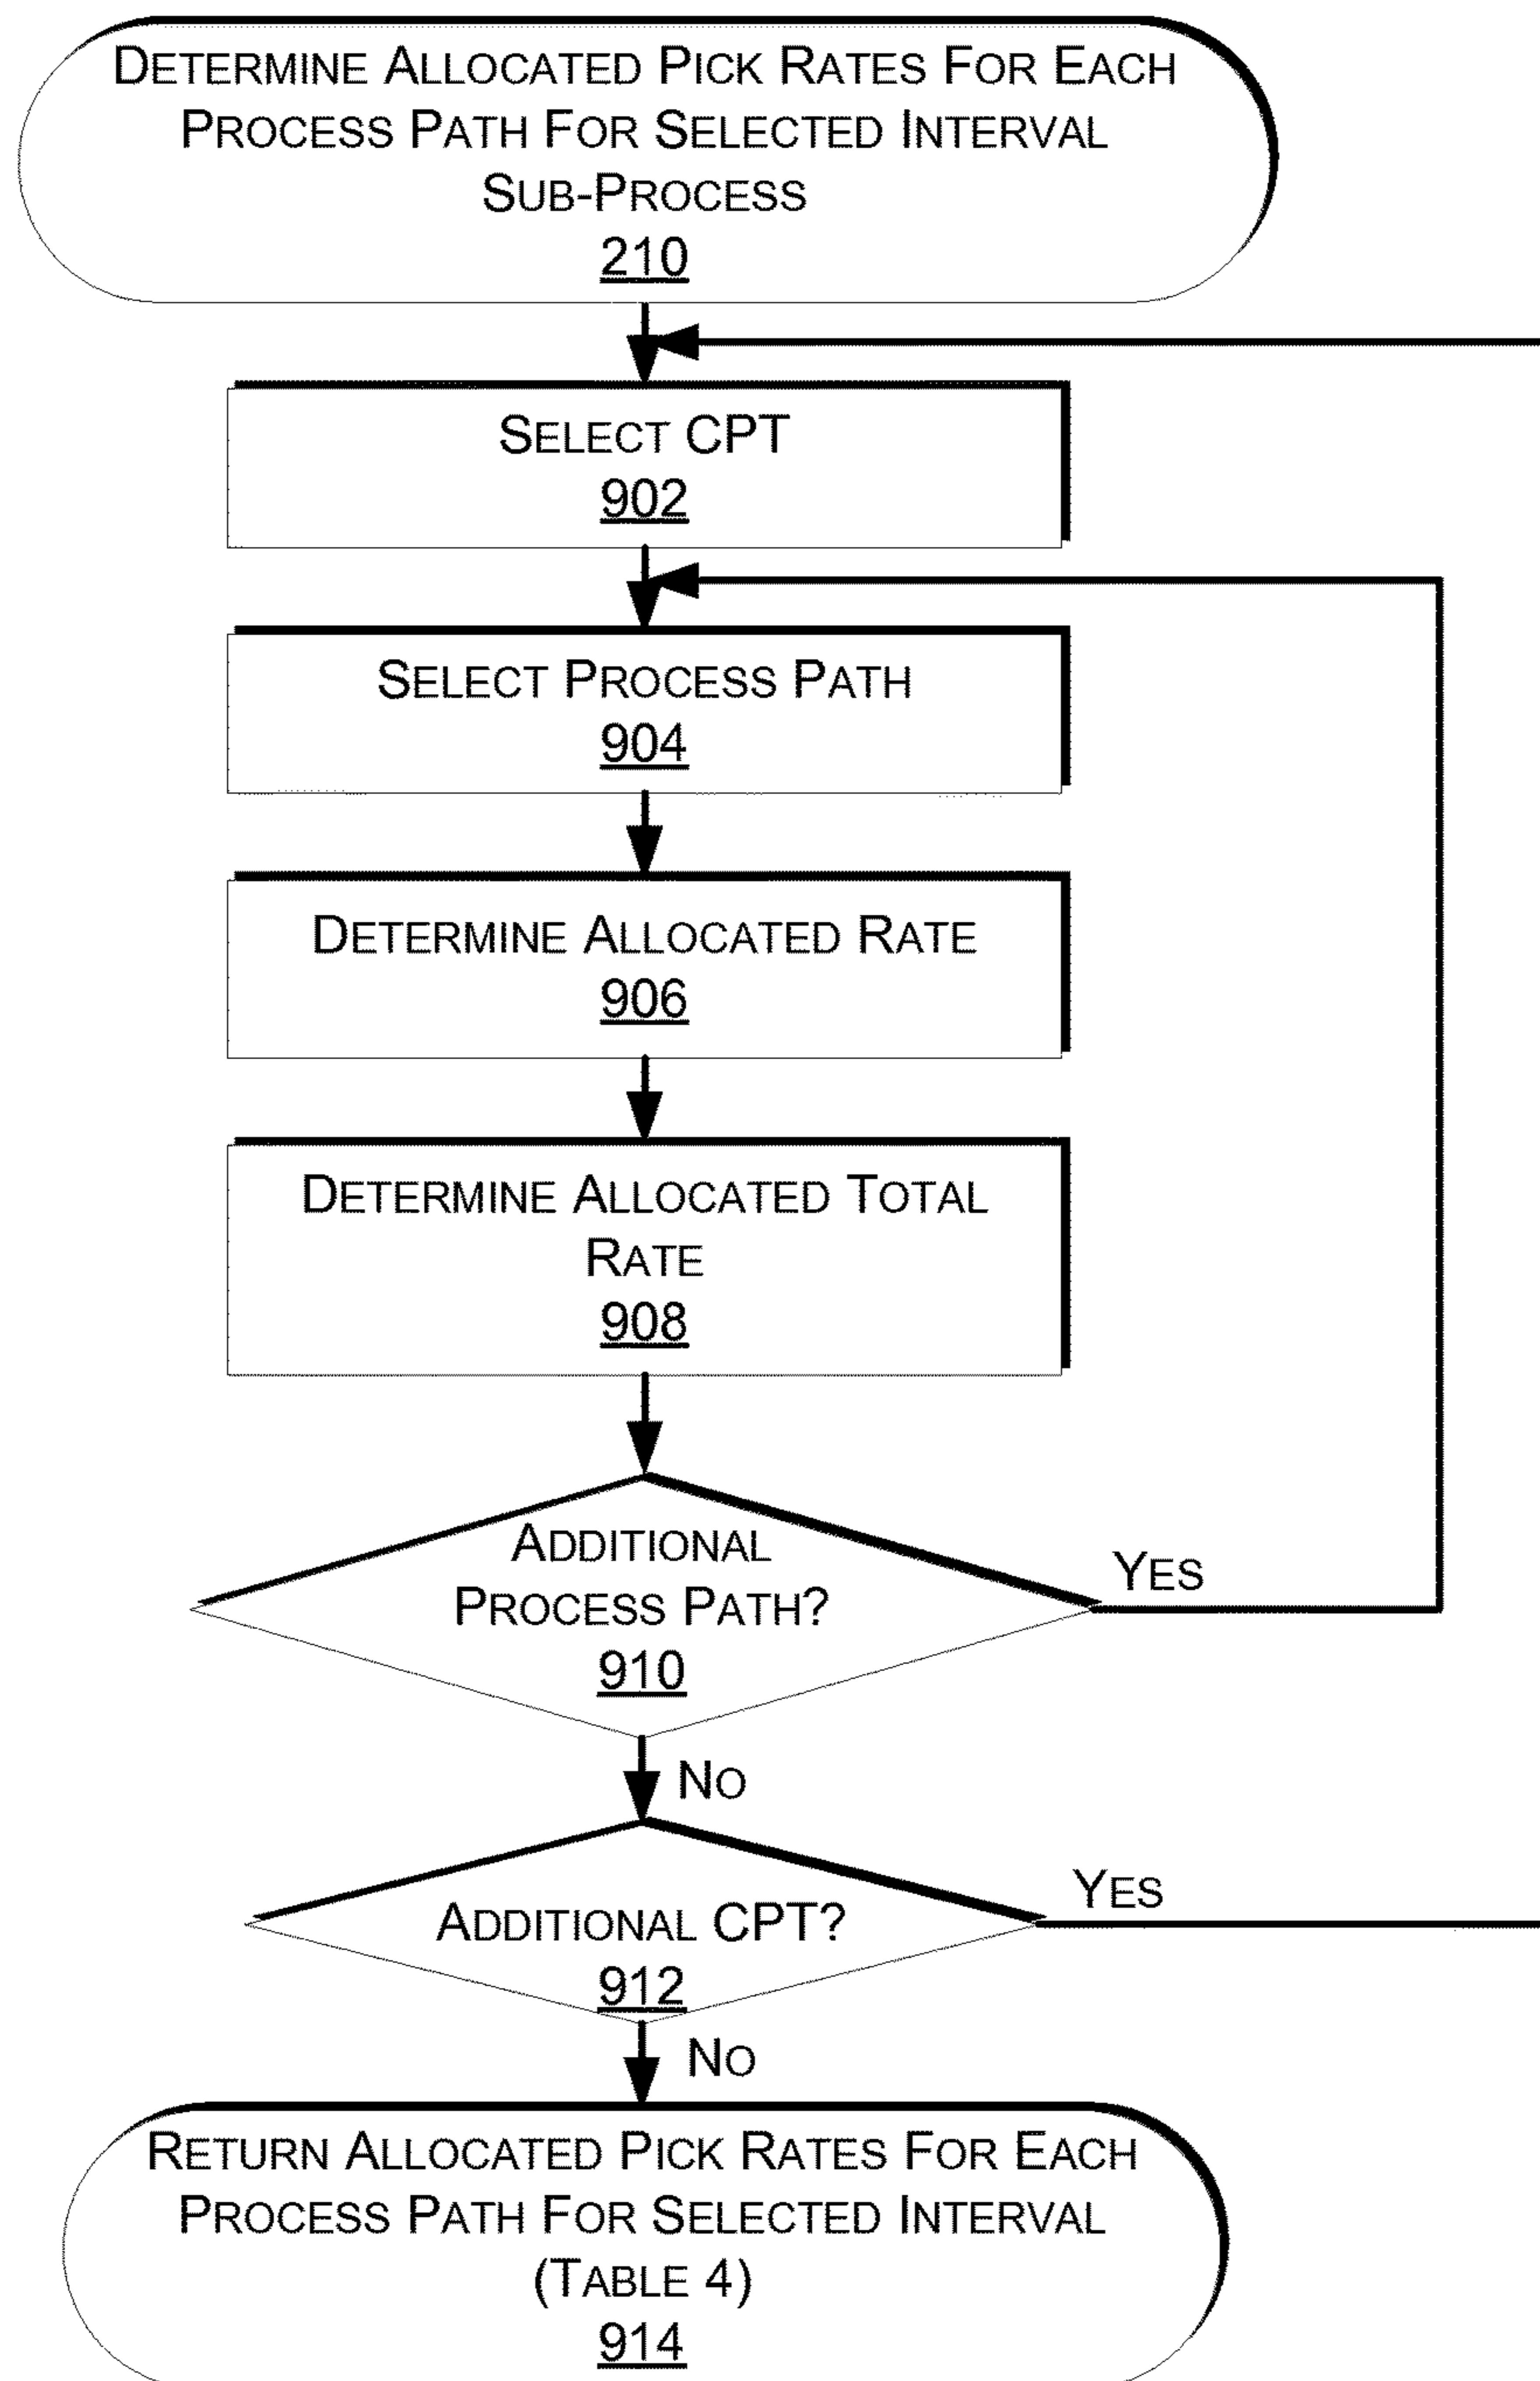 DETERMINE ALLOCATED PICK RATES FOR EACH
PROCESS PATH FOR SELECTED INTERVAL
SUB-PROCESS
210
SELECT CPT
902
SELECT PROCESS PATH
904
DETERMINE ALLOCATED RATE
906
DETERMINE ALLOCATED TOTAL
RATE
908
ADDITIONAL
PROCESS PATH?
910
YES
NO
ADDITIONAL CPT?
912
YES
NO
RETURN ALLOCATED PICK RATES FOR EACH
PROCESS PATH FOR SELECTED INTERVAL
(TABLE 4)
914